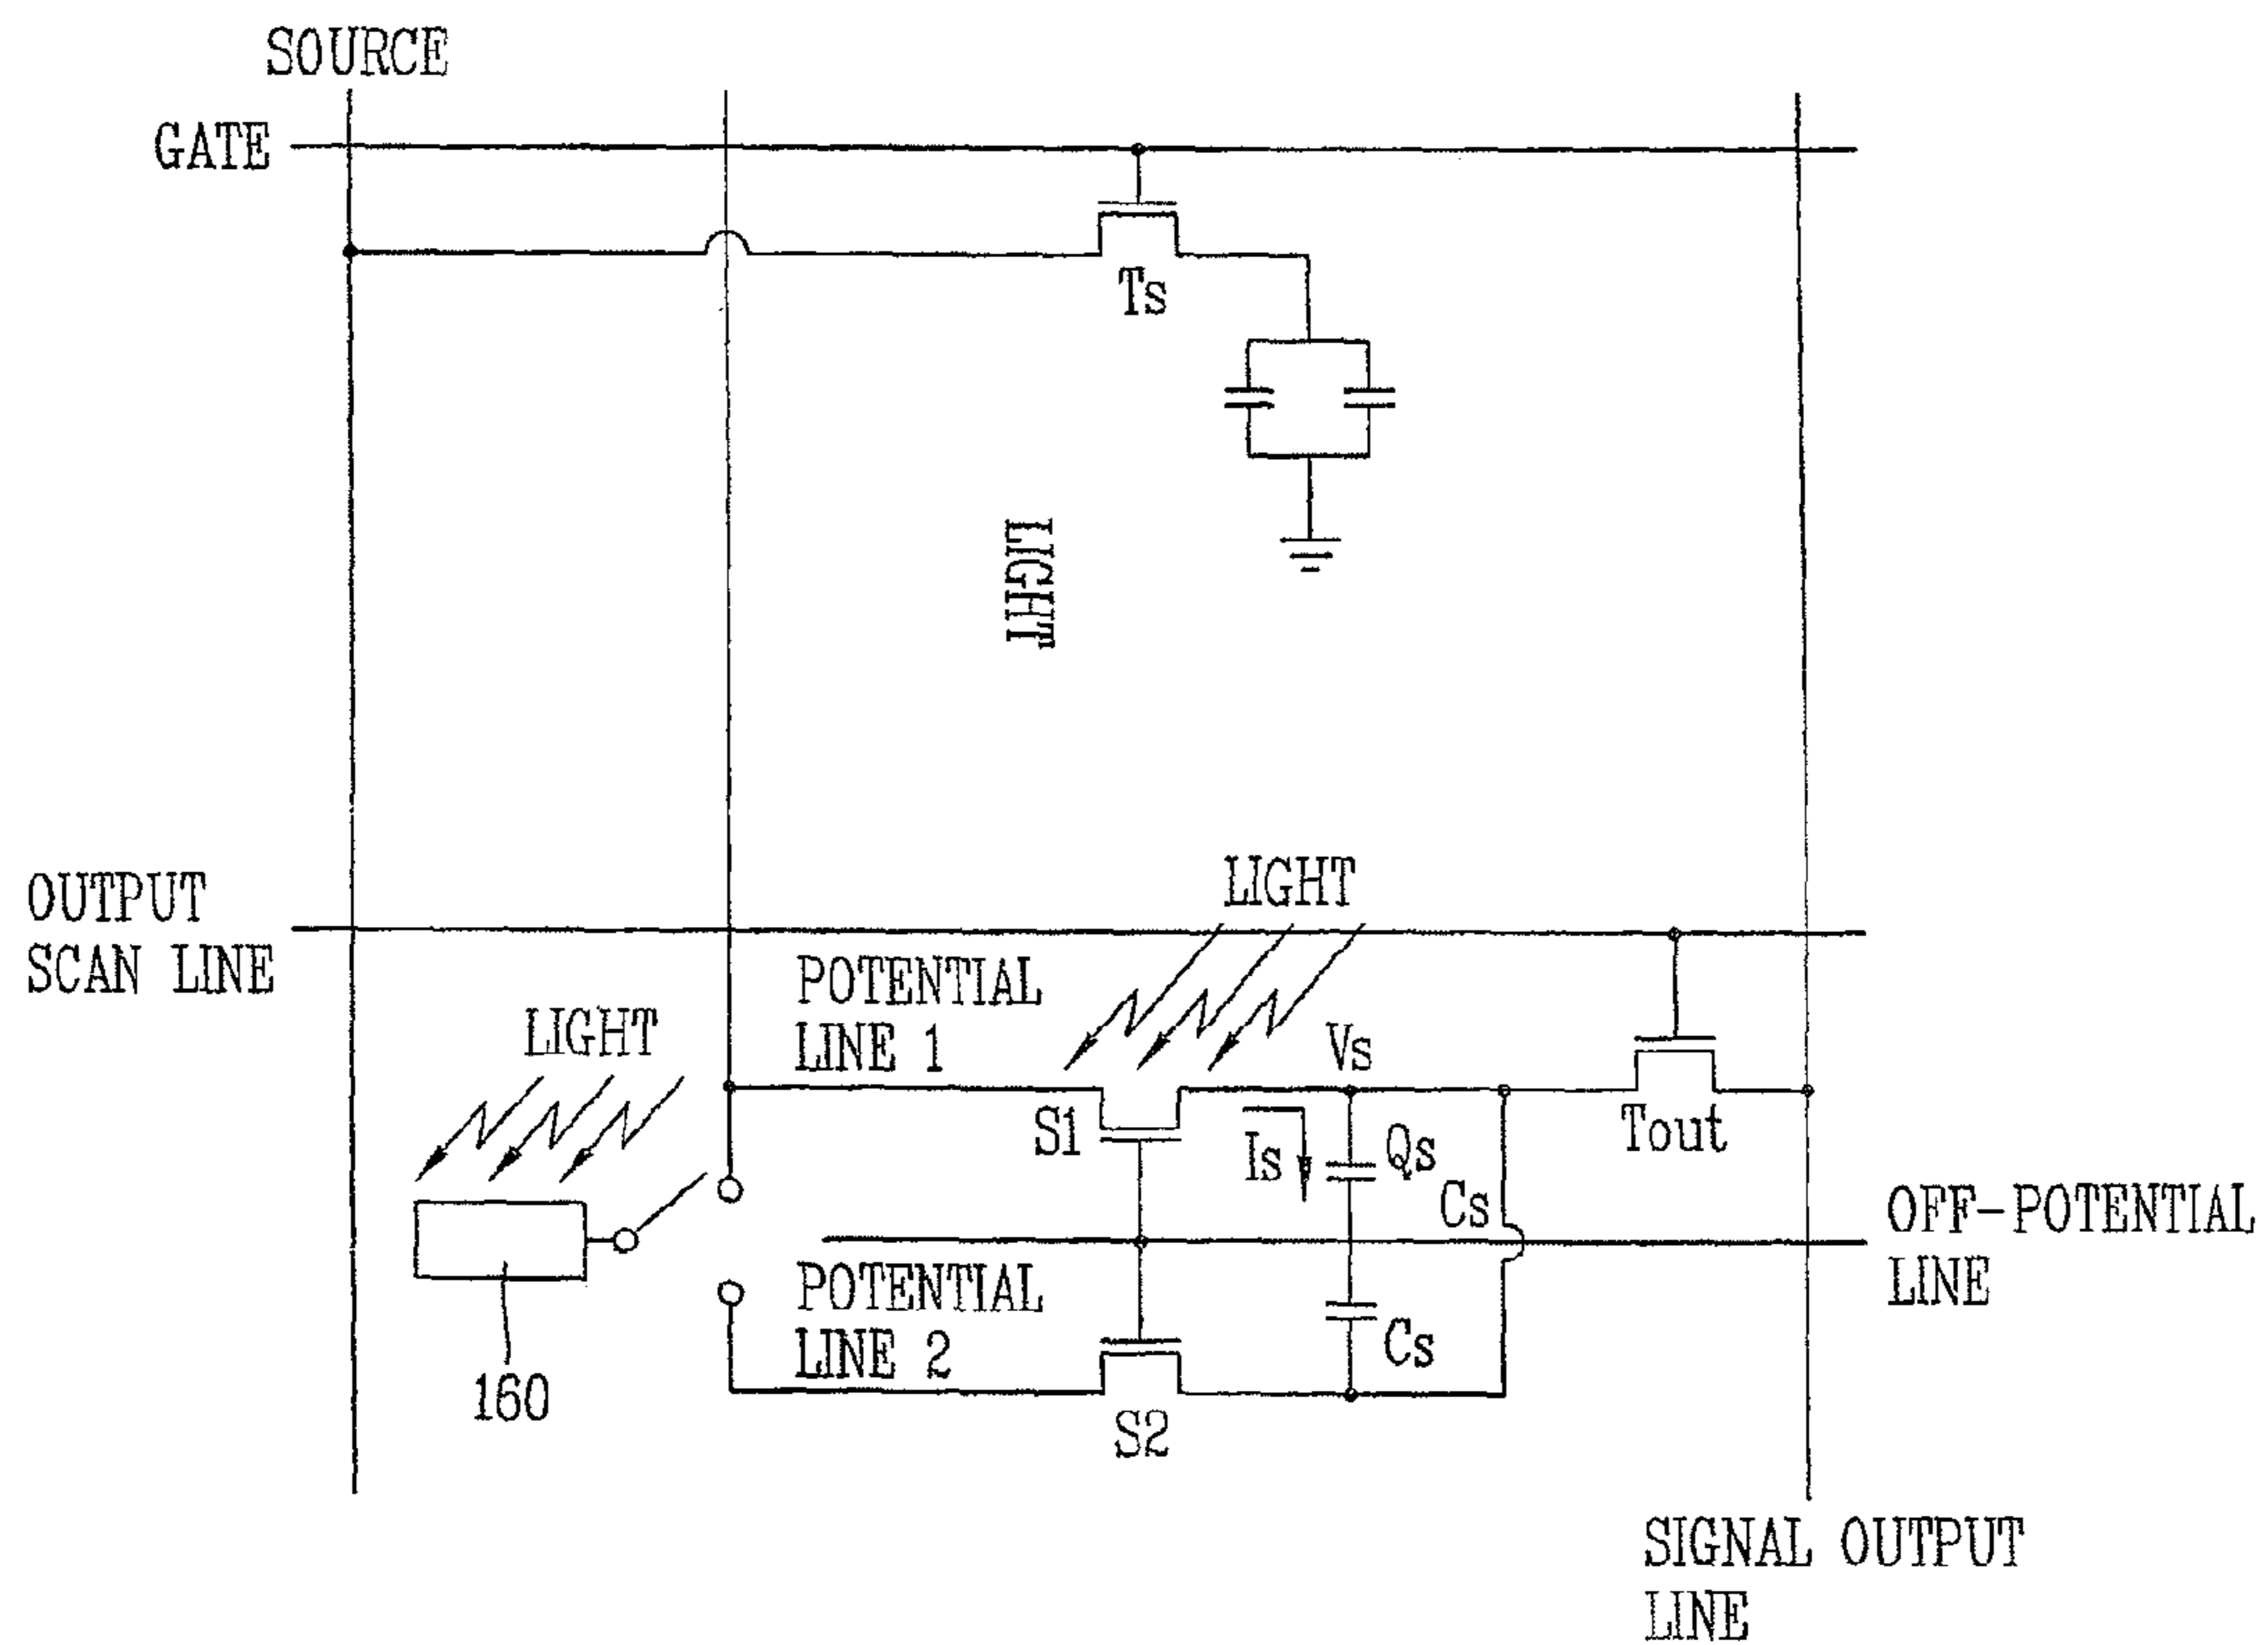 SOURCE
GATE
Ts
LIGHT
OUTPUT
SCAN LINE
LIGHT
POTENTIAL
LINE 1
LIGHT
Vs
S1
Is
Qs
Cs
Tout
OFF-POTENTIAL
LINE
POTENTIAL
LINE 2
Cs
160
S2
SIGNAL OUTPUT
LINE